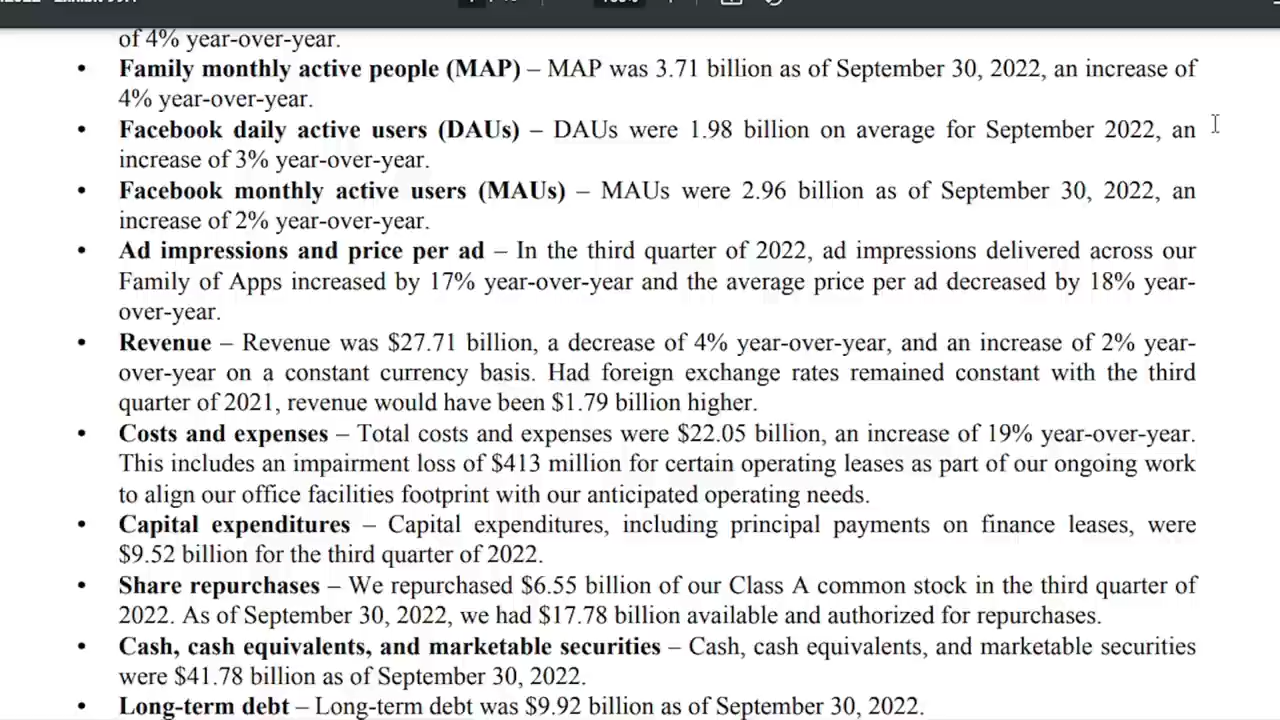 of 4% year-over-year.
• Family monthly active people (MAP) – MAP was 3.71 billion as of September 30, 2022, an increase of
4% year-over-year.
• Facebook daily active users (DAUs) – DAUs were 1.98 billion on average for September 2022, an
increase of 3% year-over-year.
• Facebook monthly active users (MAUs) – MAUs were 2.96 billion as of September 30, 2022, an
increase of 2% year-over-year.
• Ad impressions and price per ad – In the third quarter of 2022, ad impressions delivered across our
Family of Apps increased by 17% year-over-year and the average price per ad decreased by 18% year-
over-year.
• Revenue – Revenue was $27.71 billion, a decrease of 4% year-over-year, and an increase of 2% year-
over-year on a constant currency basis. Had foreign exchange rates remained constant with the third
quarter of 2021, revenue would have been $1.79 billion higher.
• Costs and expenses – Total costs and expenses were $22.05 billion, an increase of 19% year-over-year.
This includes an impairment loss of $413 million for certain operating leases as part of our ongoing work
to align our office facilities footprint with our anticipated operating needs.
• Capital expenditures – Capital expenditures, including principal payments on finance leases, were
$9.52 billion for the third quarter of 2022.
• Share repurchases – We repurchased $6.55 billion of our Class A common stock in the third quarter of
2022. As of September 30, 2022, we had $17.78 billion available and authorized for repurchases.
• Cash, cash equivalents, and marketable securities – Cash, cash equivalents, and marketable securities
were $41.78 billion as of September 30, 2022.
• Long-term debt – Long-term debt was $9.92 billion as of September 30, 2022.